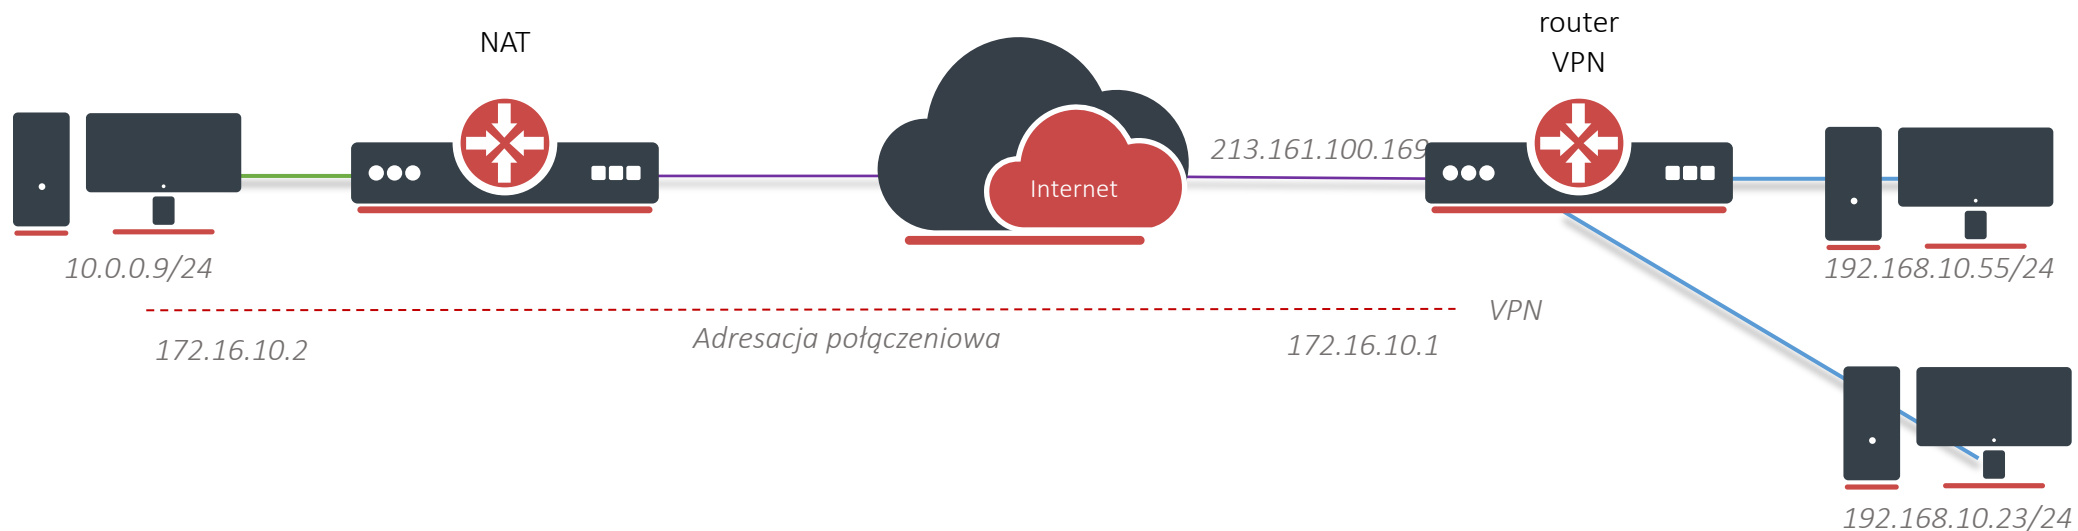 NAT
router
VPN
213.161.100.169
Internet
10.0.0.9/24
192.168.10.55/24
VPN
Adresacja połączeniowa
172.16.10.2
172.16.10.1
192.168.10.23/24